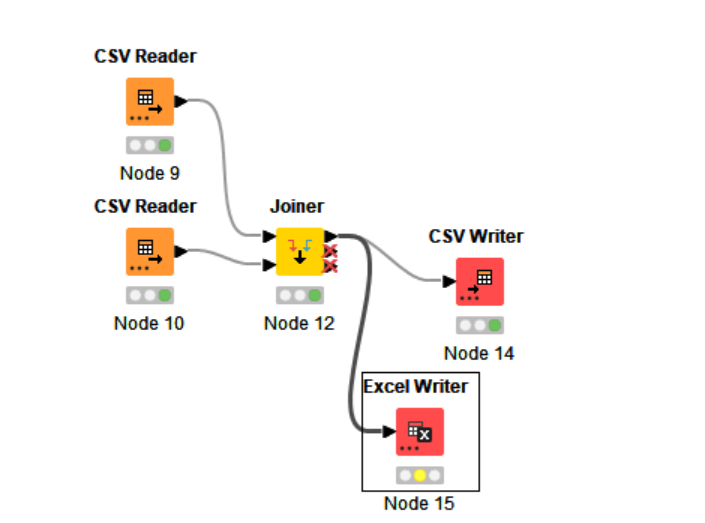 CSV Reader
Node 9
CSV Reader
Node 10
Joiner
Node 12
CSV Writer
Node 14
Excel Writer
X
Node 15